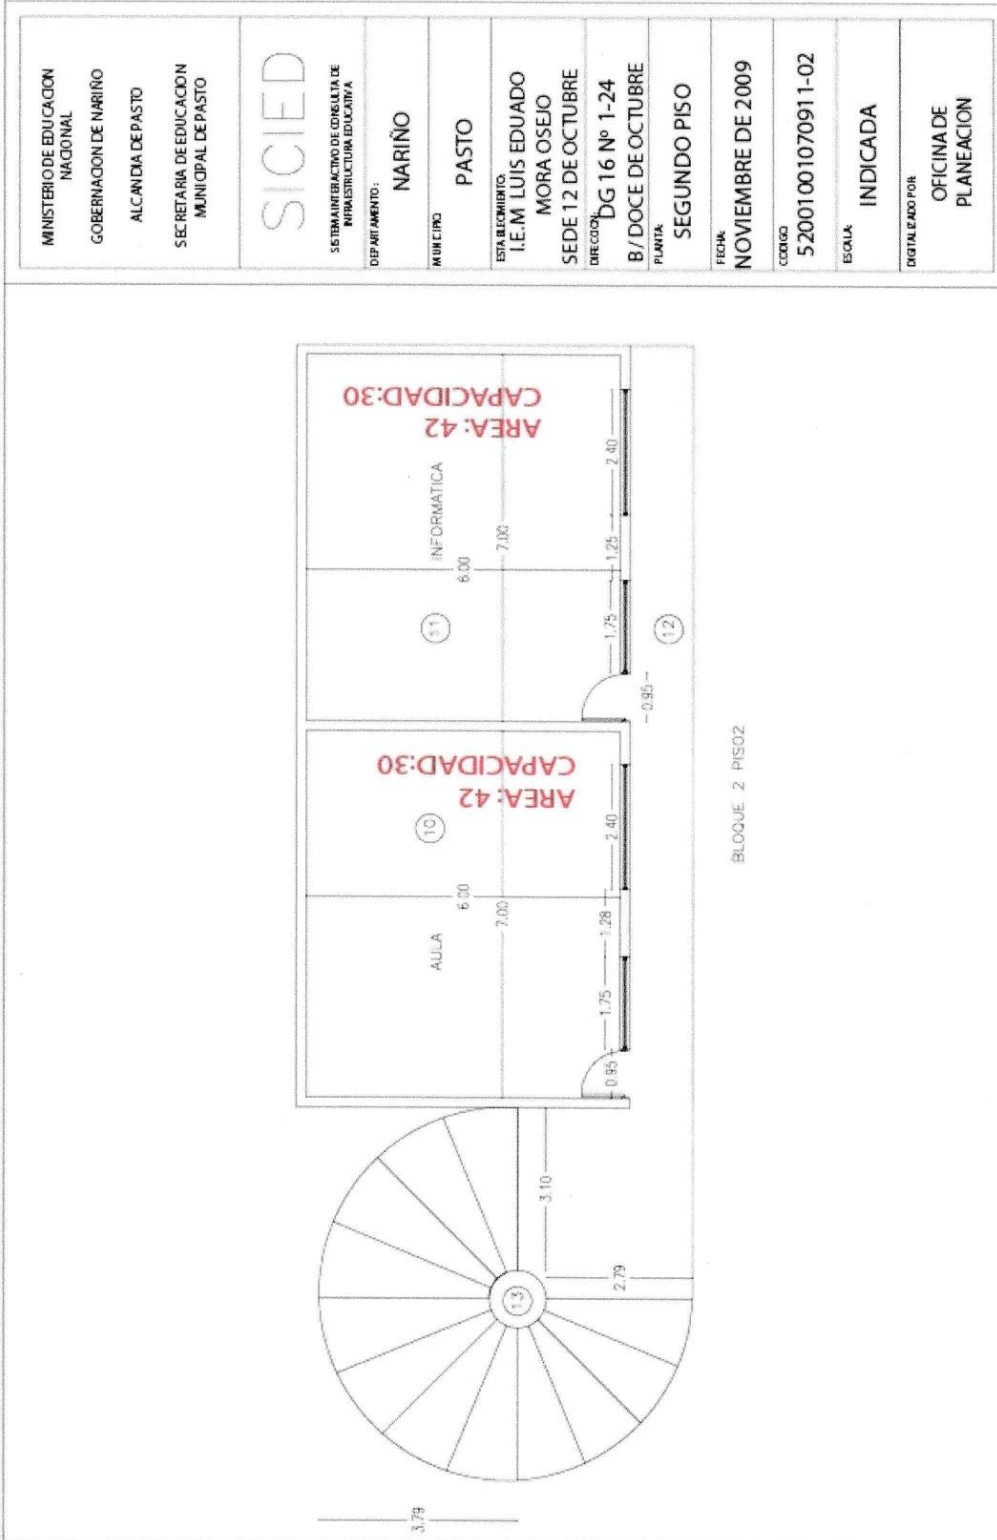 MINISTERIO DE EDUCACION
NACIONAL
GOBERNACION DE NARIÑO
ALCANDIA DE PASTO
SECRETARIA DE EDUCACION
MUNICIPAL DE PASTO
SICIED
SISTEMA INTERACTIVO DE CONSULTA DE
INFRAESTRUCTURA EDUCATIVA
DEPARTAMENTO:
NARIÑO
MUNICIPIO
PASTO
ESTABLECIMIENTO:
I.E.M LUIS EDUADO
MORA OSEJO
SEDE 12 DE OCTUBRE
DIRECCION:
DG 16 Nº 1-24
B/ DOCE DE OCTUBRE
PLANTA:
SEGUNDO PISO
FECHA:
NOVIEMBRE DE 2009
CODIGO
52001001070911-02
ESCALA:
INDICADA
DIGITALIZADO POR:
OFICINA DE
PLANEACION
AREA: 42
CAPACIDAD:30
INFORMATICA
11
6.00
7.00
2.40
1.25
1.75
0.95
12
AREA: 42
CAPACIDAD:30
10
AULA
6.00
7.00
2.40
1.28
1.75
0.95
BLOQUE 2 PISO2
3.10
2.79
13
3.79